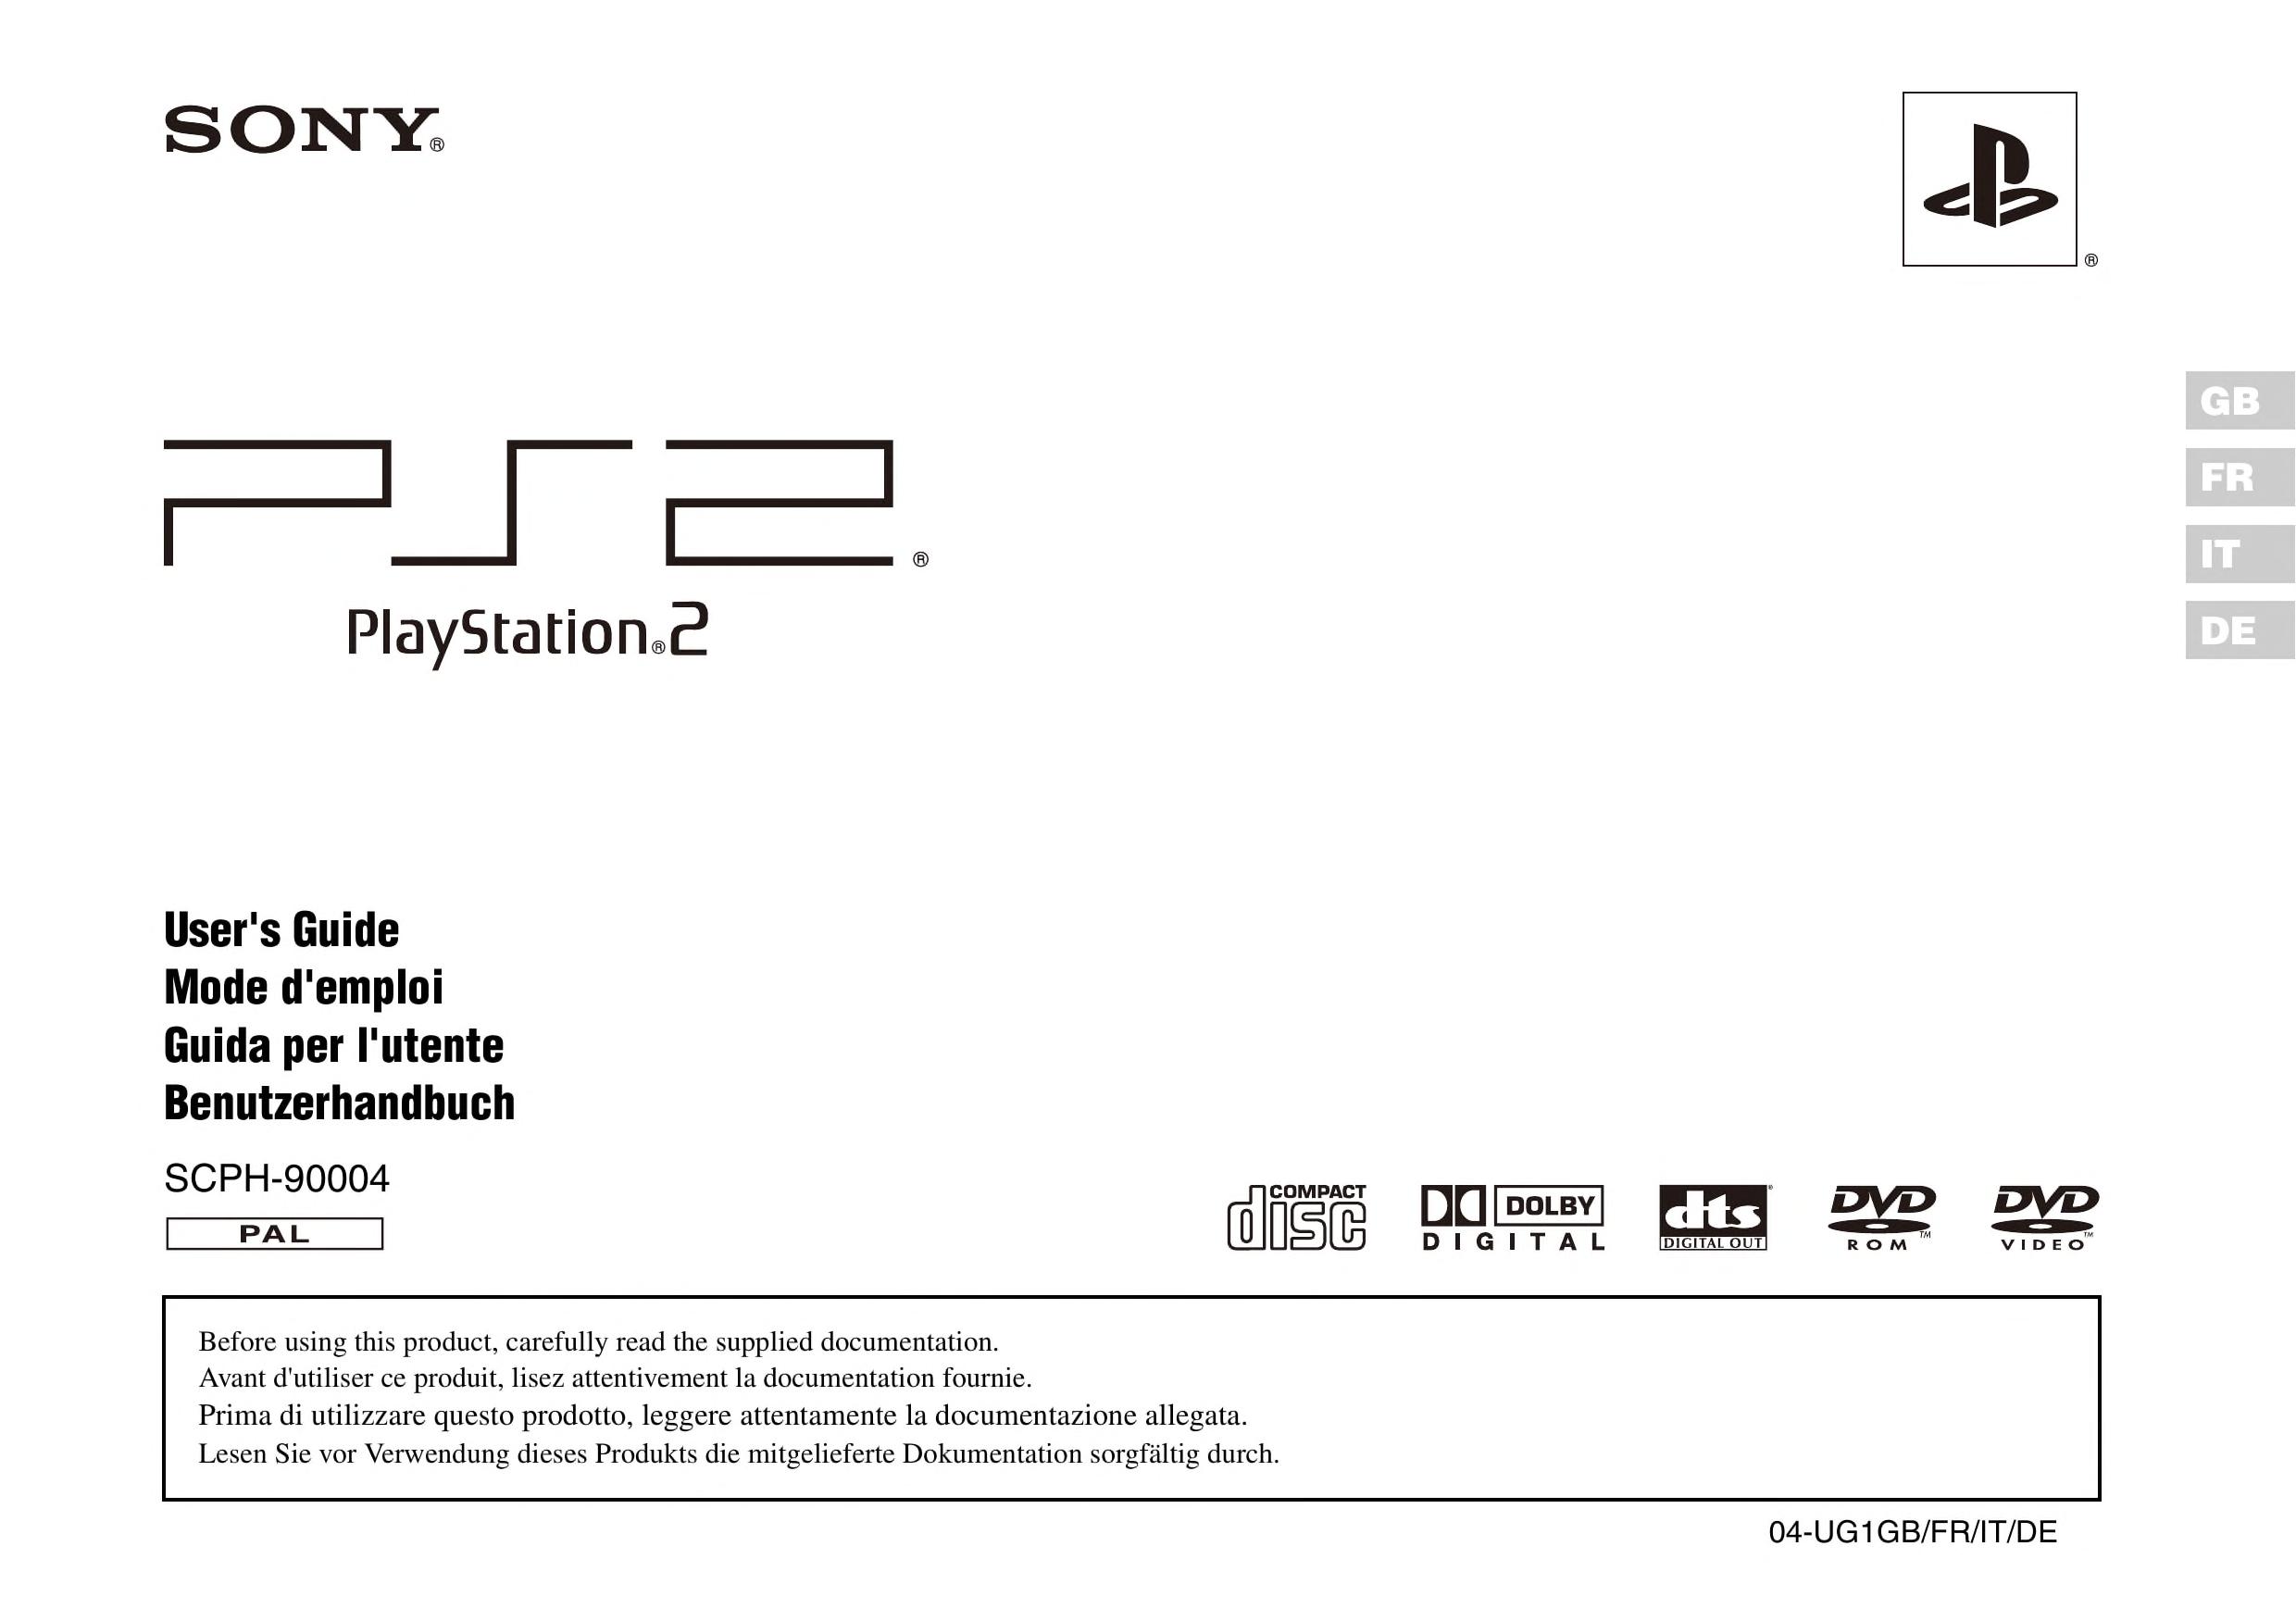 SONY®
®
GB
FR
IT
DE
PS2®
PlayStation®2
User's Guide
Mode d'emploi
Guida per l'utente
Benutzerhandbuch
SCPH-90004
PAL
COMPACT
disc
DOLBY
DIGITAL
dts®
DIGITAL OUT
DVD
ROM™
DVD
VIDEO™
Before using this product, carefully read the supplied documentation.
Avant d'utiliser ce produit, lisez attentivement la documentation fournie.
Prima di utilizzare questo prodotto, leggere attentamente la documentazione allegata.
Lesen Sie vor Verwendung dieses Produkts die mitgelieferte Dokumentation sorgfältig durch.
04-UG1GB/FR/IT/DE